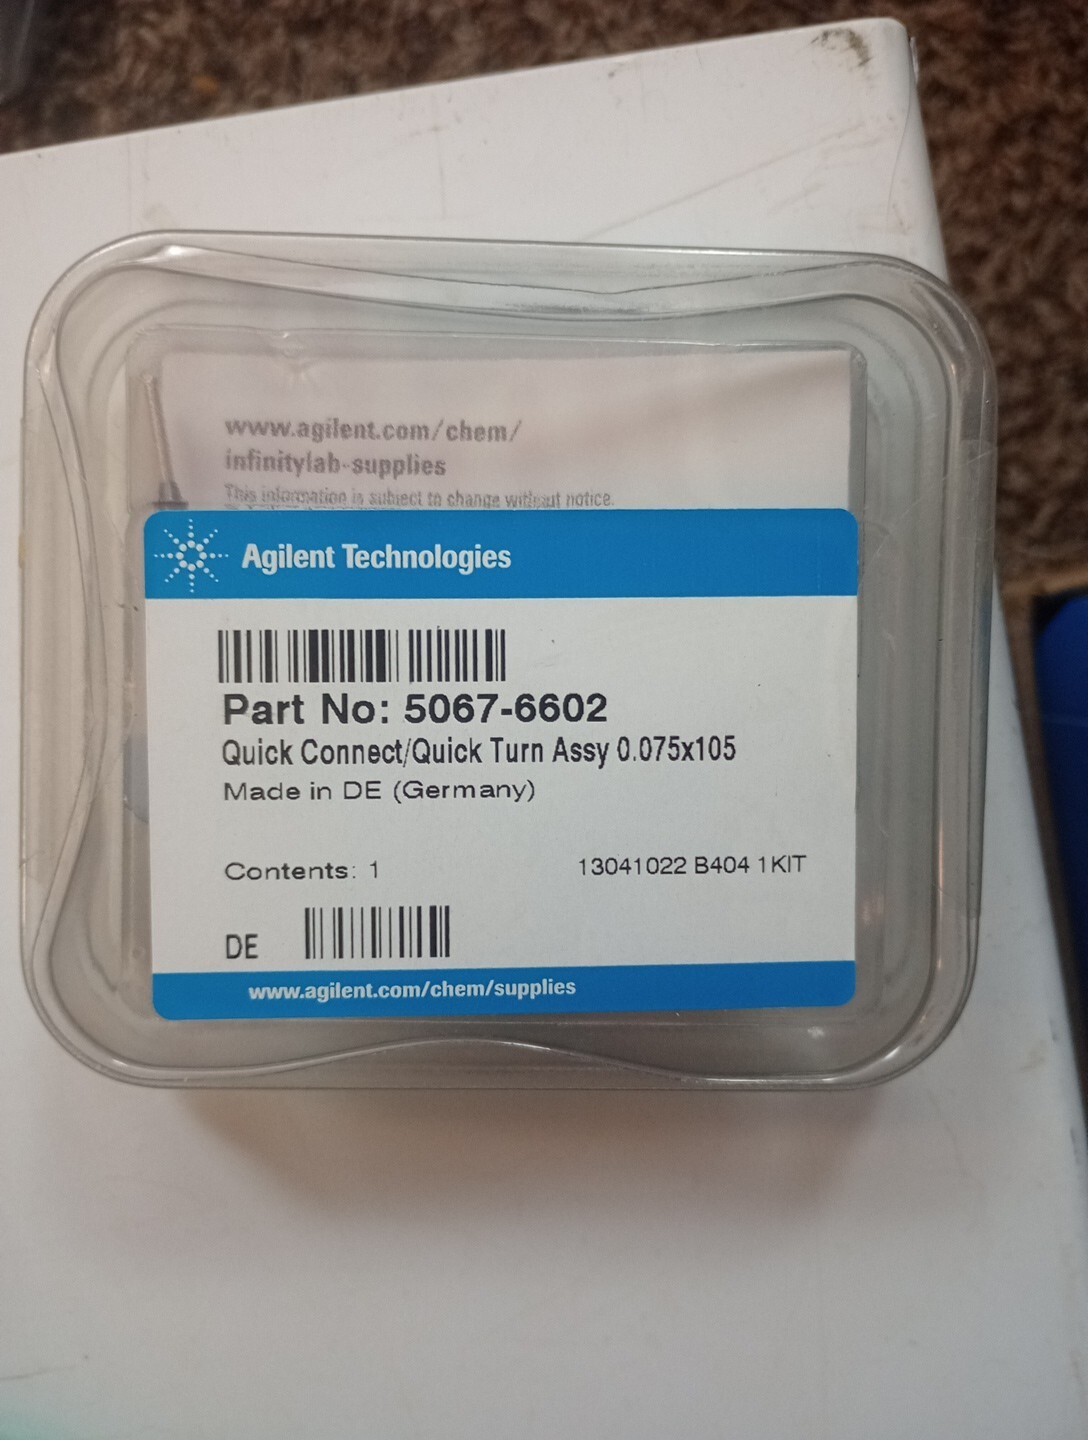 www.agilent.com/chem/
infinitylab-supplies
This information is subject to change without notice.
Agilent Technologies
Part No: 5067-6602
Quick Connect/Quick Turn Assy 0.075x105
Made in DE (Germany)
Contents: 1
13041022 B404 1KIT
DE
www.agilent.com/chem/supplies